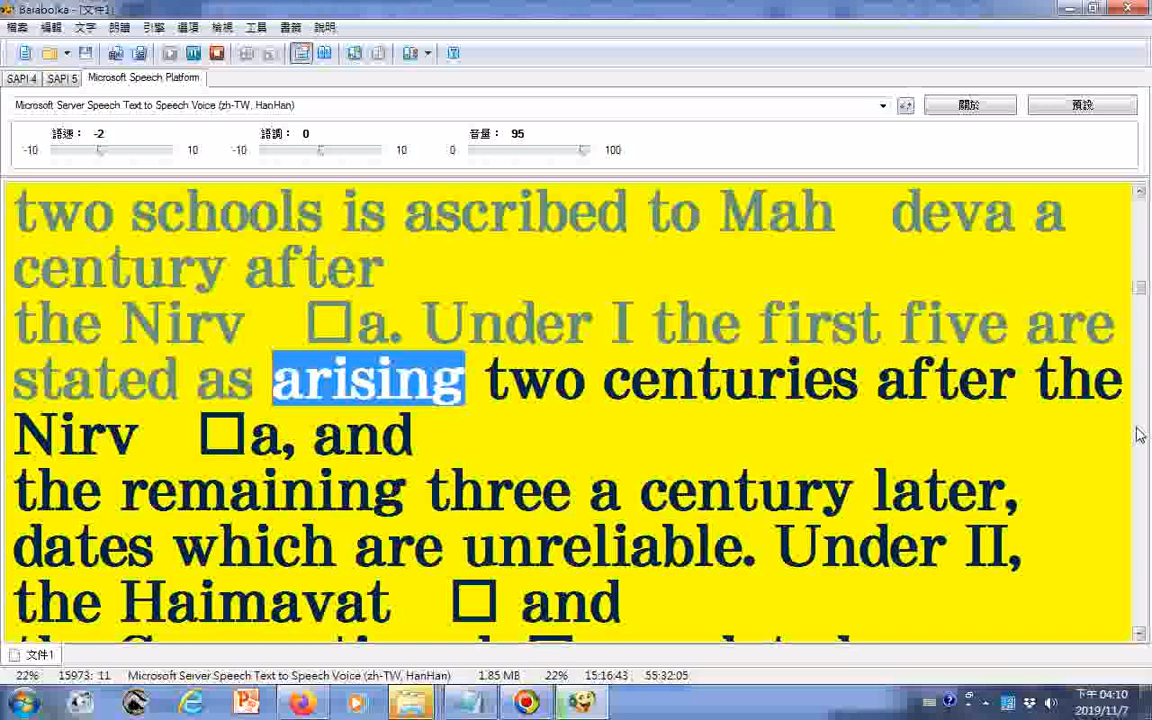 Balabolka - [文件1]
檔案 編輯 文字 朗讀 引擎 選項 檢視 工具 書籤 說明
SAPI 4 SAPI 5 Microsoft Speech Platform
Microsoft Server Speech Text to Speech Voice (zh-TW, HanHan) 關於 預設
語速： -2 語調： 0 音量： 95
-10 10 -10 10 0 100
two schools is ascribed to Mah deva a
century after
the Nirv □a. Under I the first five are
stated as arising two centuries after the
Nirv □a, and
the remaining three a century later,
dates which are unreliable. Under II,
the Haimavat □ and
文件1
22% 15973: 11 Microsoft Server Speech Text to Speech Voice (zh-TW, HanHan) 1.85 MB 22% 15:16:43 55:32:05
下午 04:10
2019/11/7